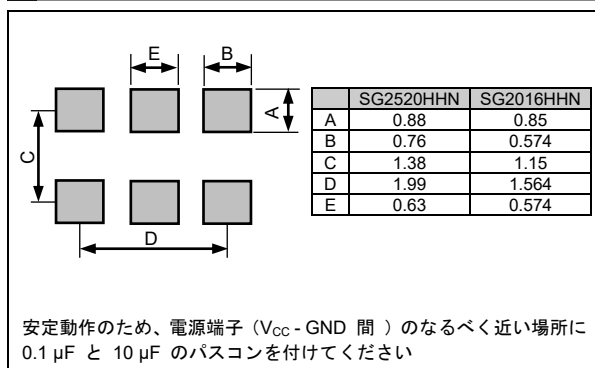 E B
A
C
D
SG2520HHN SG2016HHN
A 0.88 0.85
B 0.76 0.574
C 1.38 1.15
D 1.99 1.564
E 0.63 0.574
安定動作のため、電源端子（VCC - GND 間 ）のなるべく近い場所に
0.1 µF と 10 µF のパスコンを付けてください